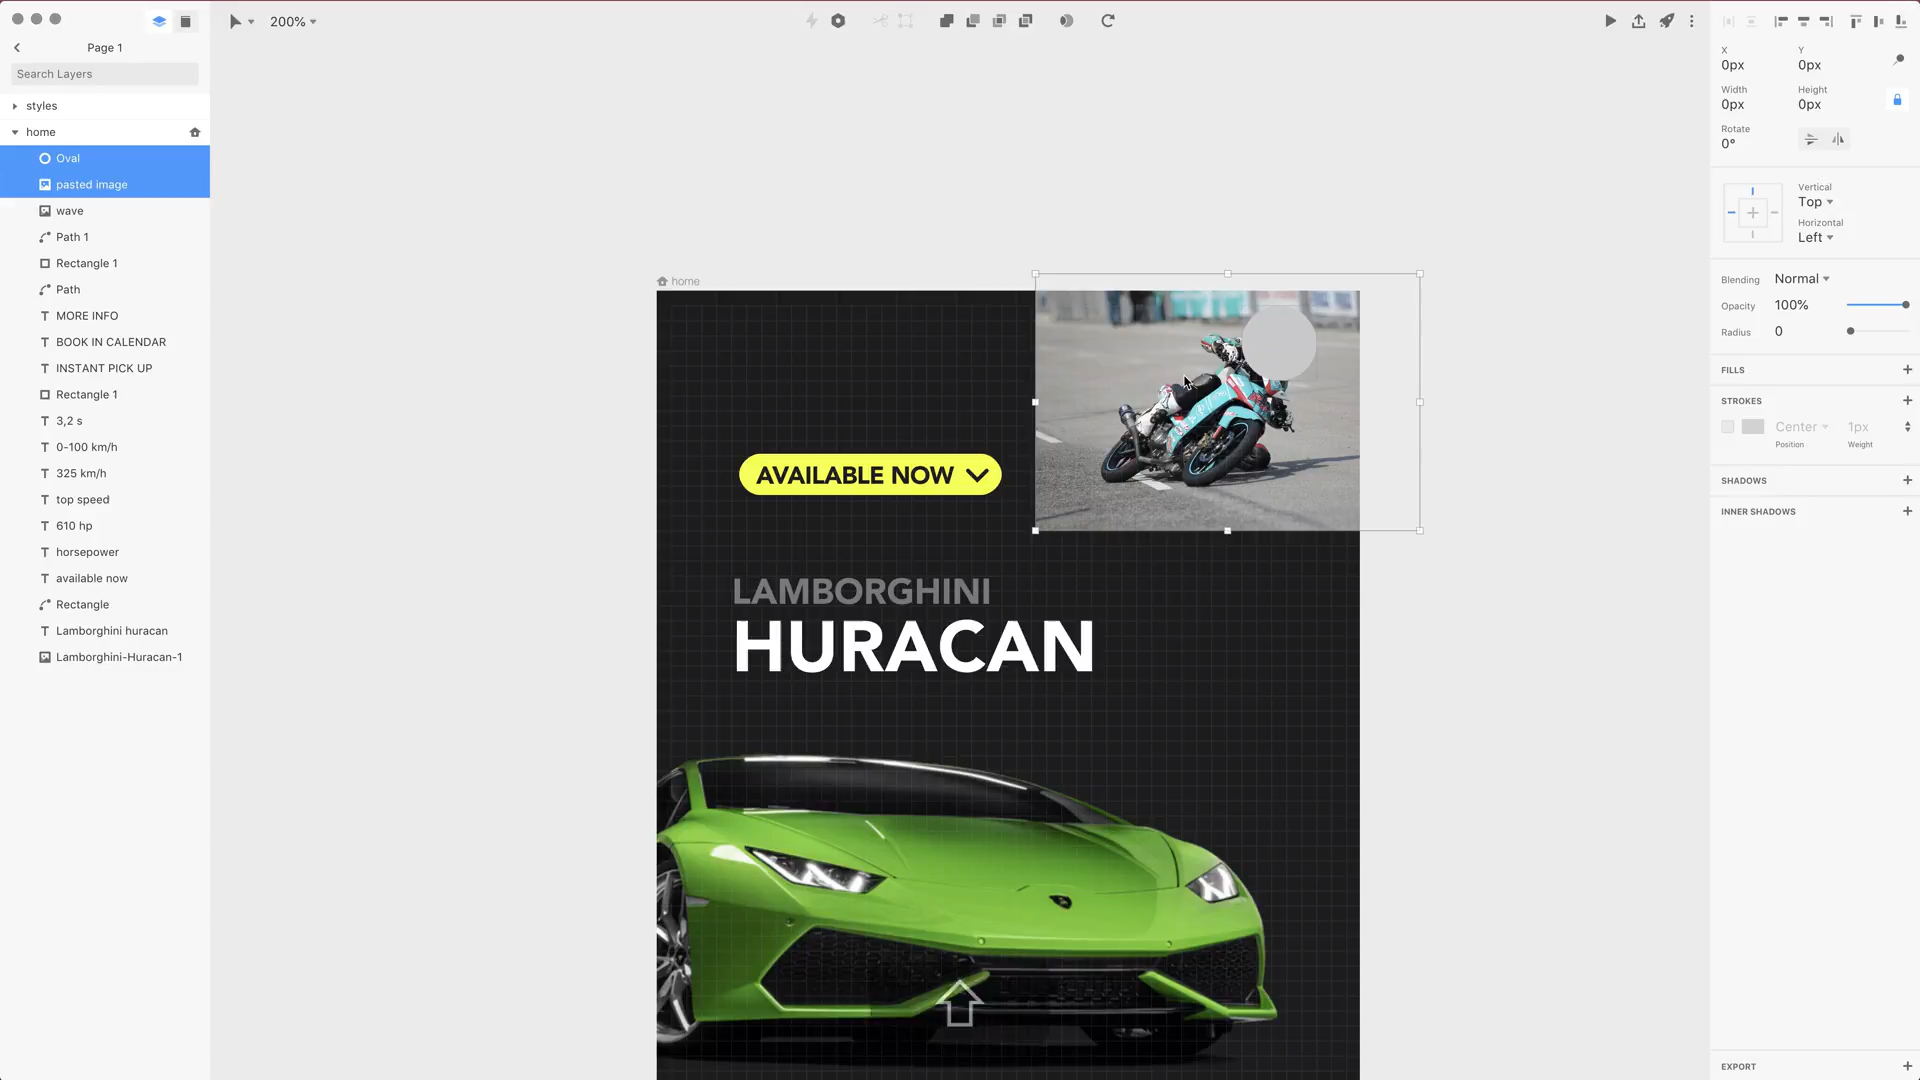 200%
Page 1
Search Layers
styles
home
Oval
pasted image
wave
Path 1
Rectangle 1
Path
MORE INFO
BOOK IN CALENDAR
INSTANT PICK UP
Rectangle 1
3,2 s
0-100 km/h
325 km/h
top speed
610 hp
horsepower
available now
Rectangle
Lamborghini huracan
Lamborghini-Huracan-1
home
AVAILABLE NOW
LAMBORGHINI
HURACAN
X Y
0px 0px
Width Height
0px 0px
Rotate
0°
Vertical
Top
Horizontal
Left
Blending Normal
Opacity 100%
Radius 0
FILLS
STROKES
Center 1px
Position Weight
SHADOWS
INNER SHADOWS
EXPORT